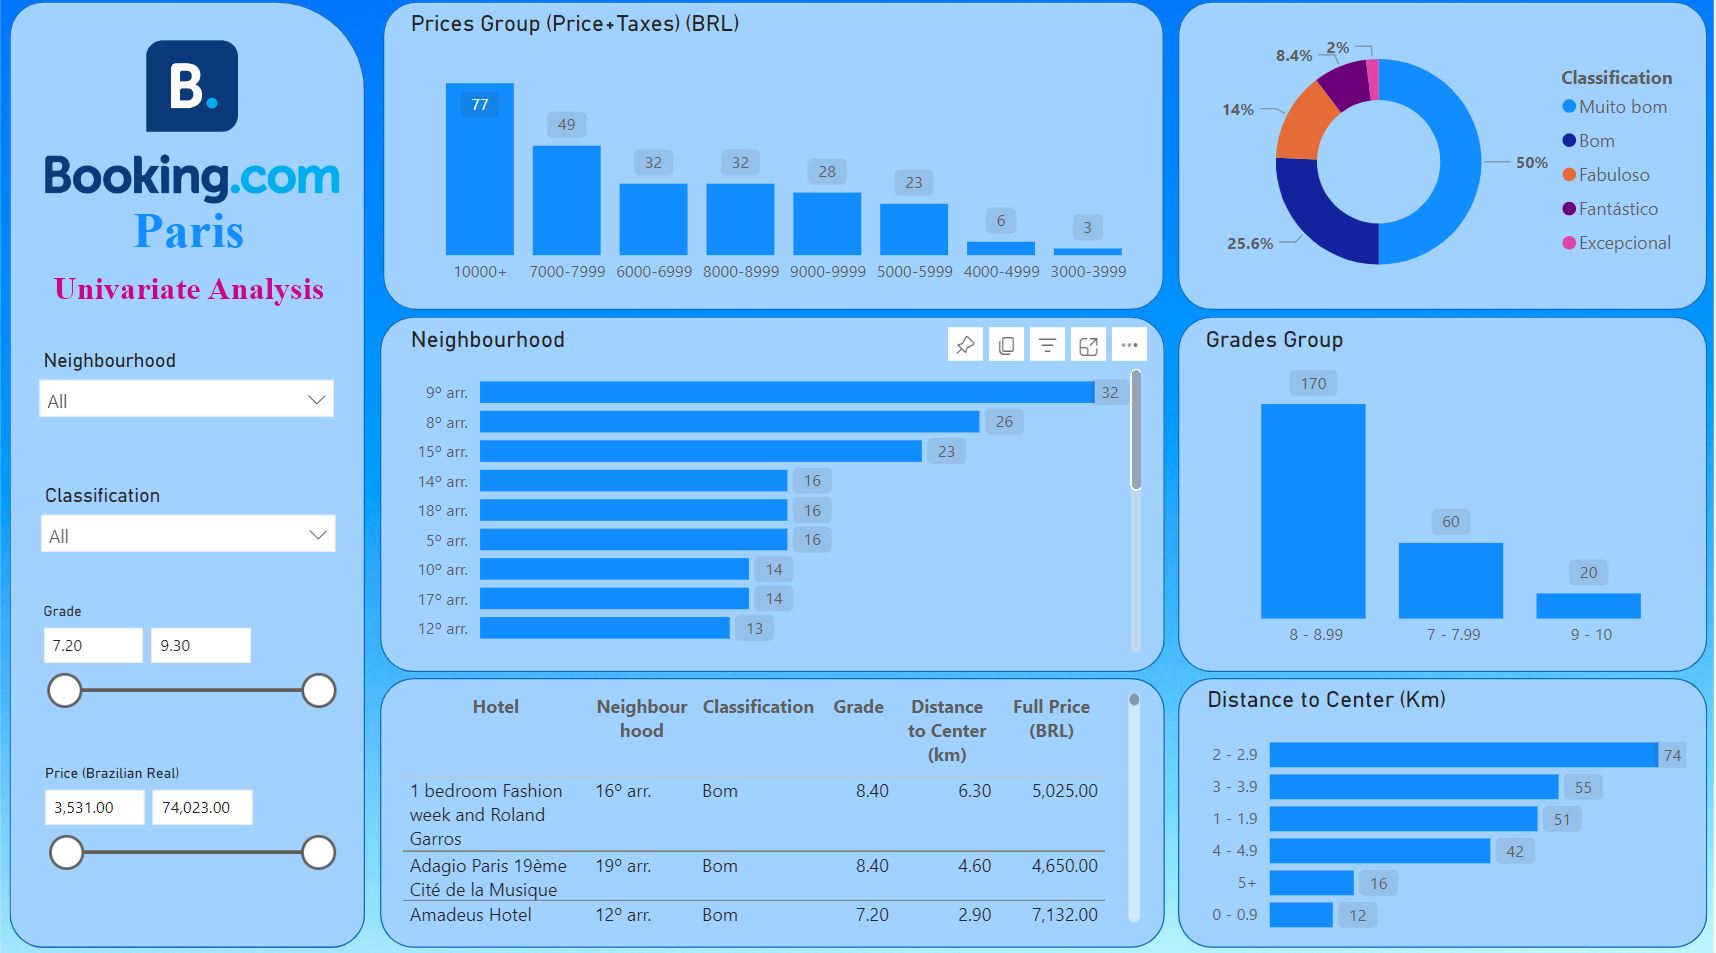 B.
Booking.com
Paris
Univariate Analysis
Neighbourhood
All
Classification
All
Grade
7.20 9.30
Price (Brazilian Real)
3,531.00 74,023.00
Prices Group (Price+Taxes) (BRL)
77 49 32 32 28 23 6 3
10000+ 7000-7999 6000-6999 8000-8999 9000-9999 5000-5999 4000-4999 3000-3999
2%
8.4%
14%
50%
25.6%
Classification
Muito bom
Bom
Fabuloso
Fantástico
Excepcional
Neighbourhood
9º arr. 32
8º arr. 26
15º arr. 23
14º arr. 16
18º arr. 16
5º arr. 16
10º arr. 14
17º arr. 14
12º arr. 13
Grades Group
170 60 20
8 - 8.99 7 - 7.99 9 - 10
Hotel Neighbour Classification Grade Distance Full Price
hood to Center (BRL)
(km)
1 bedroom Fashion 16º arr. Bom 8.40 6.30 5,025.00
week and Roland
Garros
Adagio Paris 19ème 19º arr. Bom 8.40 4.60 4,650.00
Cité de la Musique
Amadeus Hotel 12º arr. Bom 7.20 2.90 7,132.00
Distance to Center (Km)
2 - 2.9 74
3 - 3.9 55
1 - 1.9 51
4 - 4.9 42
5+ 16
0 - 0.9 12